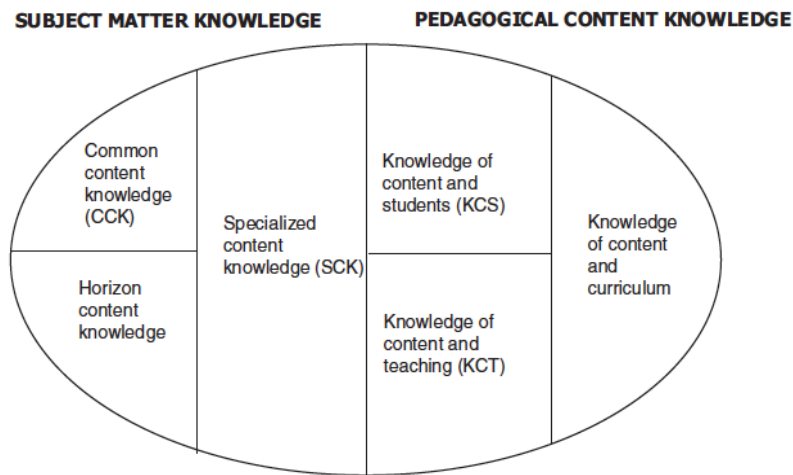 SUBJECT MATTER KNOWLEDGE
PEDAGOGICAL CONTENT KNOWLEDGE
Common
content
knowledge
(CCK)
Horizon
content
knowledge
Specialized
content
knowledge (SCK)
Knowledge of
content and
students (KCS)
Knowledge of
content and
teaching (KCT)
Knowledge
of content
and
curriculum